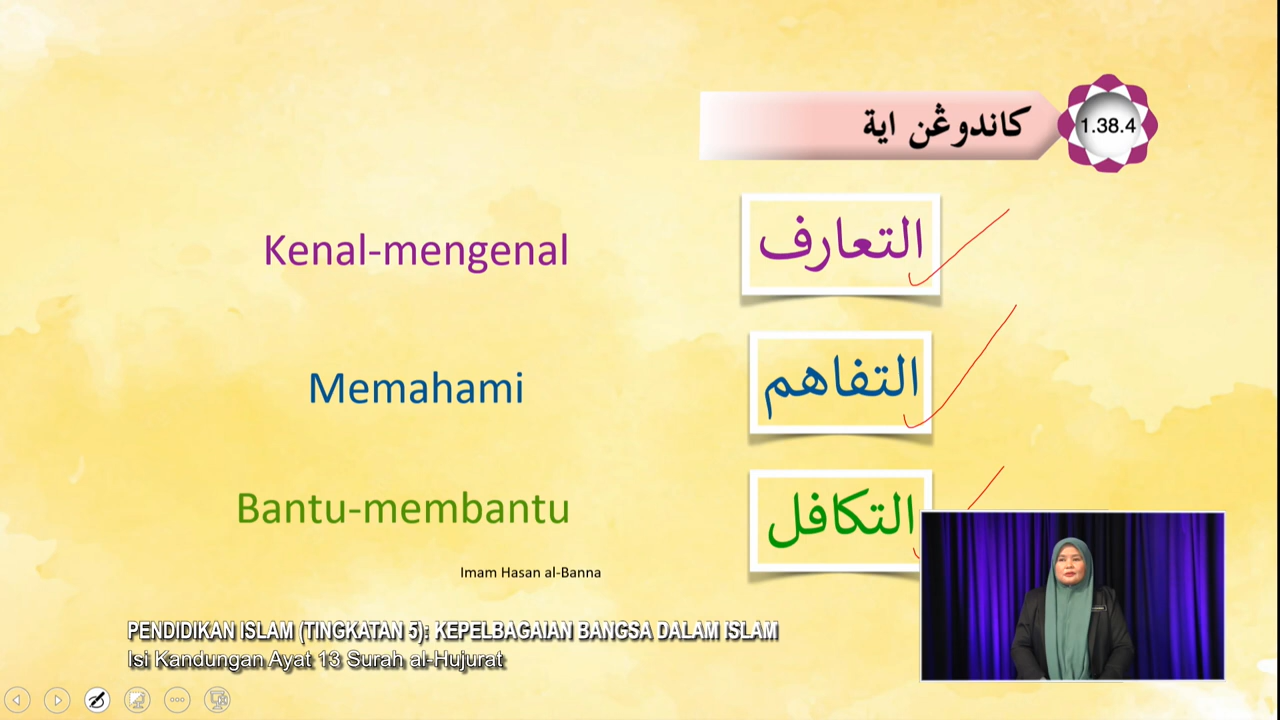 كاندوڠن اية
1.38.4
Kenal-mengenal
التعارف
Memahami
التفاهم
Bantu-membantu
التكافل
Imam Hasan al-Banna
PENDIDIKAN ISLAM (TINGKATAN 5): KEPELBAGAIAN BANGSA DALAM ISLAM
Isi Kandungan Ayat 13 Surah al-Hujurat